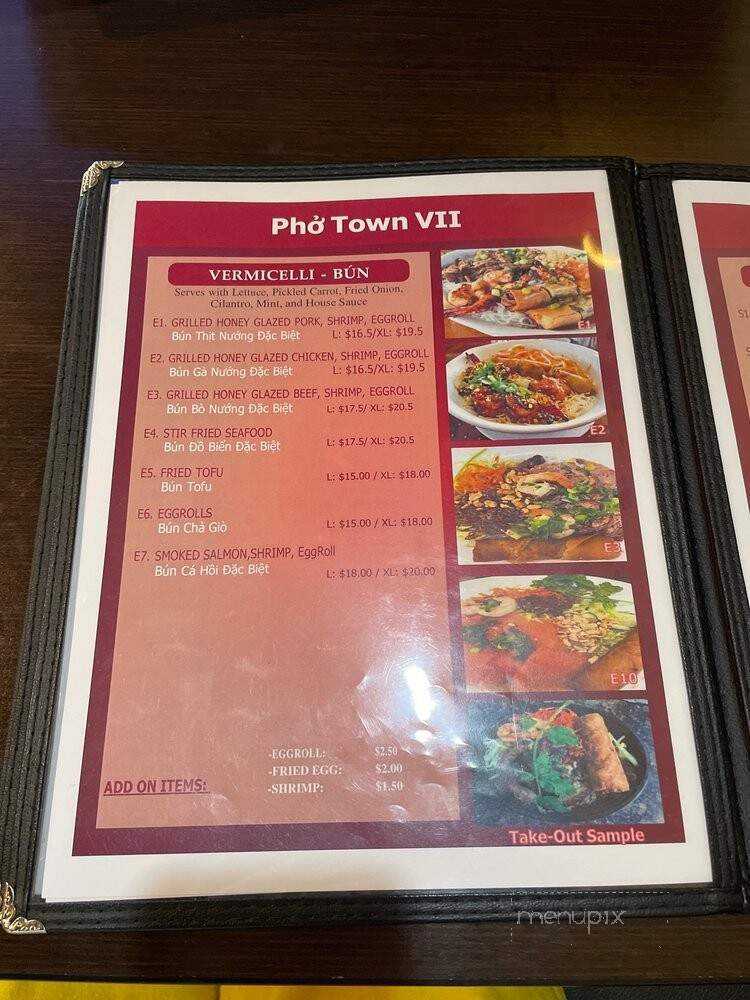 Phở Town VII
VERMICELLI - BÚN
Serves with Lettuce, Pickled Carrot, Fried Onion,
Cilantro, Mint, and House Sauce
E1. GRILLED HONEY GLAZED PORK, SHRIMP, EGGROLL
Bún Thịt Nướng Đặc Biệt L: $16.5/XL: $19.5
E2. GRILLED HONEY GLAZED CHICKEN, SHRIMP, EGGROLL
Bún Gà Nướng Đặc Biệt L: $16.5/XL: $19.5
E3. GRILLED HONEY GLAZED BEEF, SHRIMP, EGGROLL
Bún Bò Nướng Đặc Biệt L: $17.5/ XL: $20.5
E4. STIR FRIED SEAFOOD
Bún Đồ Biển Đặc Biệt L: $17.5/ XL: $20.5
E5. FRIED TOFU
Bún Tofu L: $15.00 / XL: $18.00
E6. EGGROLLS
Bún Chả Giò L: $15.00 / XL: $18.00
E7. SMOKED SALMON,SHRIMP, EggRoll
Bún Cá Hồi Đặc Biệt L: $18.00 / XL: $20.00
ADD ON ITEMS:
-EGGROLL: $2.50
-FRIED EGG: $2.00
-SHRIMP: $1.50
E1
E2
E3
E10
Take-Out Sample
S1
menupix